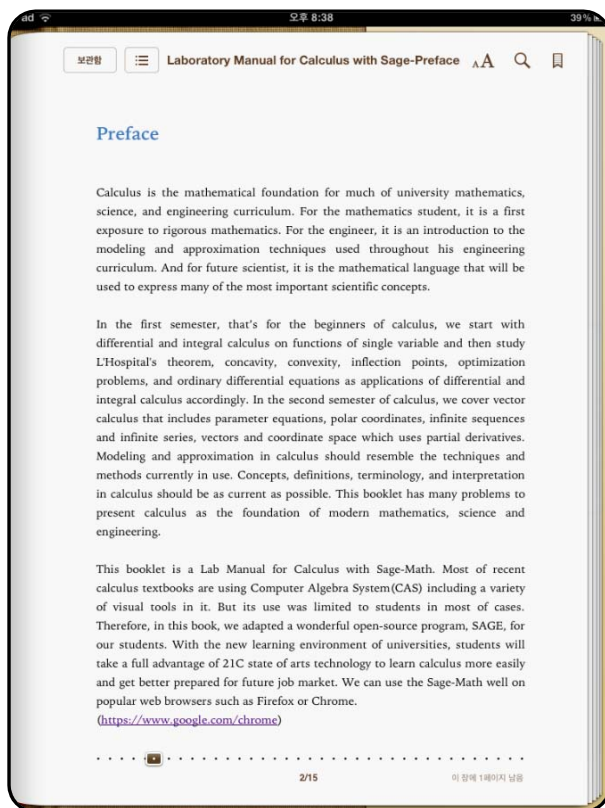 ad 오후 8:38 39%
보관함 Laboratory Manual for Calculus with Sage-Preface AA
Preface
Calculus is the mathematical foundation for much of university mathematics,
science, and engineering curriculum. For the mathematics student, it is a first
exposure to rigorous mathematics. For the engineer, it is an introduction to the
modeling and approximation techniques used throughout his engineering
curriculum. And for future scientist, it is the mathematical language that will be
used to express many of the most important scientific concepts.
In the first semester, that's for the beginners of calculus, we start with
differential and integral calculus on functions of single variable and then study
L'Hospital's theorem, concavity, convexity, inflection points, optimization
problems, and ordinary differential equations as applications of differential and
integral calculus accordingly. In the second semester of calculus, we cover vector
calculus that includes parameter equations, polar coordinates, infinite sequences
and infinite series, vectors and coordinate space which uses partial derivatives.
Modeling and approximation in calculus should resemble the techniques and
methods currently in use. Concepts, definitions, terminology, and interpretation
in calculus should be as current as possible. This booklet has many problems to
present calculus as the foundation of modern mathematics, science and
engineering.
This booklet is a Lab Manual for Calculus with Sage-Math. Most of recent
calculus textbooks are using Computer Algebra System(CAS) including a variety
of visual tools in it. But its use was limited to students in most of cases.
Therefore, in this book, we adapted a wonderful open-source program, SAGE, for
our students. With the new learning environment of universities, students will
take a full advantage of 21C state of arts technology to learn calculus more easily
and get better prepared for future job market. We can use the Sage-Math well on
popular web browsers such as Firefox or Chrome.
(https://www.google.com/chrome)
2/15 이 장에 1페이지 남음